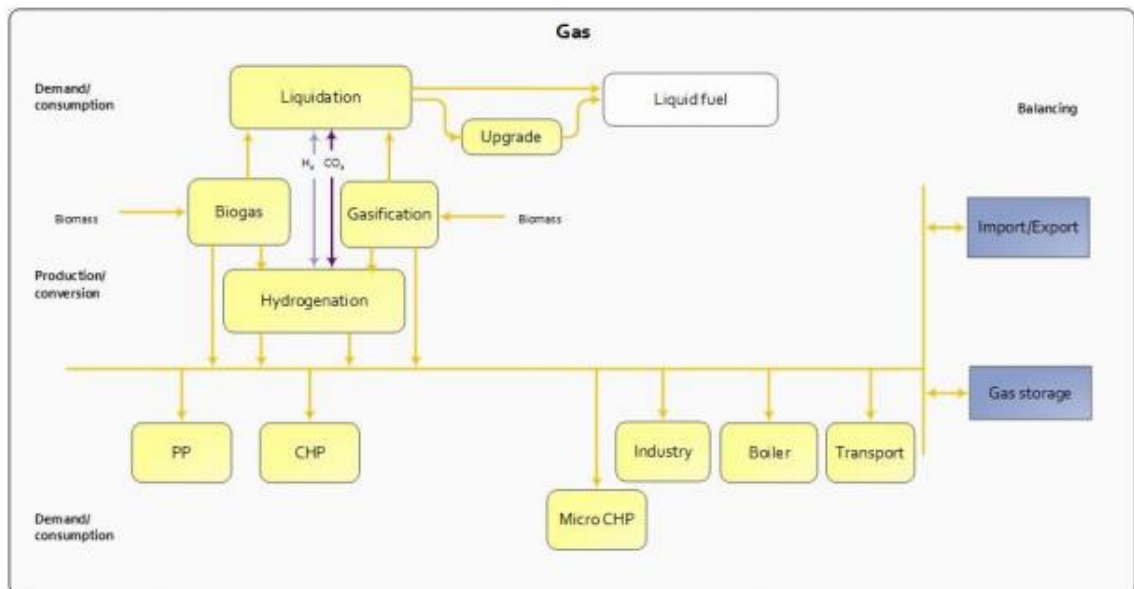 Gas
Demand/
consumption
Liquidation
Liquid fuel
Balancing
Upgrade
H₂ CO₂
Biomass
Biogas
Gasification
Biomass
Import/Export
Production/
conversion
Hydrogenation
Gas storage
PP
CHP
Industry
Boiler
Transport
Micro CHP
Demand/
consumption